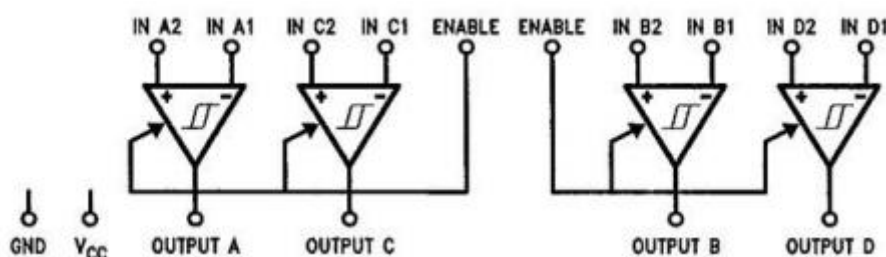 IN A2 IN A1 IN C2 IN C1 ENABLE ENABLE IN B2 IN B1 IN D2 IN D1
+ − + − + − + −
GND VCC OUTPUT A OUTPUT C OUTPUT B OUTPUT D